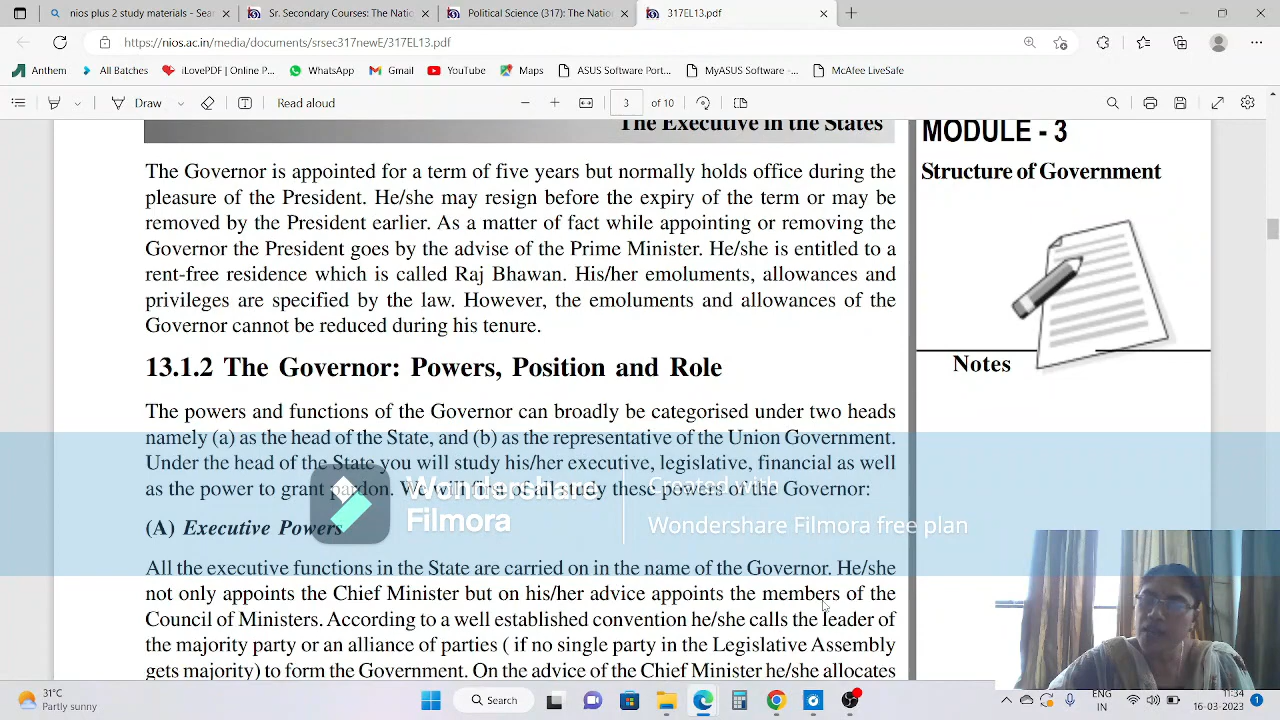 nios plus 2 study materials - Sear
Sr. Secondary Courses: The Natio
Political Science (317): The Natio
317EL13.pdf
https://nios.ac.in/media/documents/srsec317newE/317EL13.pdf
Anthem
All Batches
iLovePDF | Online P...
WhatsApp
Gmail
YouTube
Maps
ASUS Software Port...
MyASUS Software -...
McAfee LiveSafe
Draw
Read aloud
3 of 10
The Executive in the States
MODULE - 3
Structure of Government
Notes
The Governor is appointed for a term of five years but normally holds office during the
pleasure of the President. He/she may resign before the expiry of the term or may be
removed by the President earlier. As a matter of fact while appointing or removing the
Governor the President goes by the advise of the Prime Minister. He/she is entitled to a
rent-free residence which is called Raj Bhawan. His/her emoluments, allowances and
privileges are specified by the law. However, the emoluments and allowances of the
Governor cannot be reduced during his tenure.
13.1.2 The Governor: Powers, Position and Role
The powers and functions of the Governor can broadly be categorised under two heads
namely (a) as the head of the State, and (b) as the representative of the Union Government.
Under the head of the State you will study his/her executive, legislative, financial as well
as the power to grant pardon. We will first of all study these powers of the Governor:
(A) Executive Powers
All the executive functions in the State are carried on in the name of the Governor. He/she
not only appoints the Chief Minister but on his/her advice appoints the members of the
Council of Ministers. According to a well established convention he/she calls the leader of
the majority party or an alliance of parties ( if no single party in the Legislative Assembly
gets majority) to form the Government. On the advice of the Chief Minister he/she allocates
Wondershare
Filmora
Created with
Wondershare Filmora free plan
31°C
Partly sunny
Search
ENG
IN
11:34
16-03-2023
1